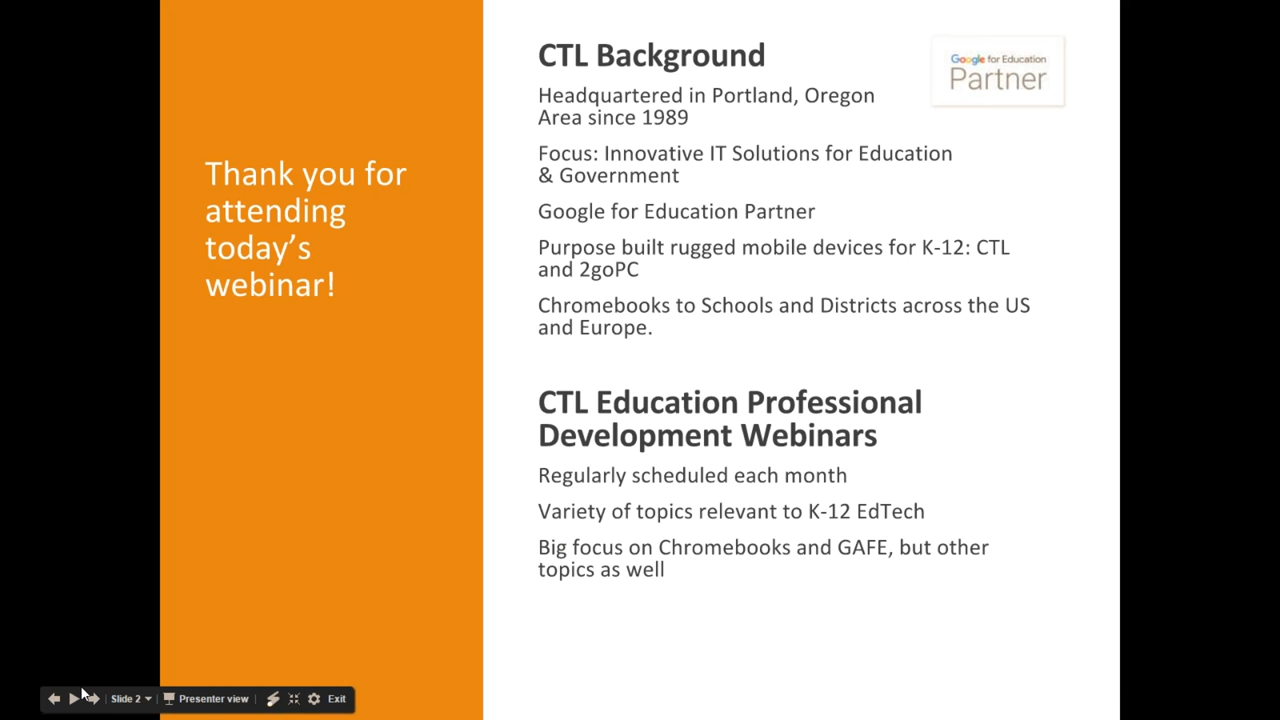 Thank you for
attending
today’s
webinar!
CTL Background
Google for Education
Partner
Headquartered in Portland, Oregon
Area since 1989
Focus: Innovative IT Solutions for Education
& Government
Google for Education Partner
Purpose built rugged mobile devices for K-12: CTL
and 2goPC
Chromebooks to Schools and Districts across the US
and Europe.
CTL Education Professional
Development Webinars
Regularly scheduled each month
Variety of topics relevant to K-12 EdTech
Big focus on Chromebooks and GAFE, but other
topics as well
Slide 2 Presenter view Exit